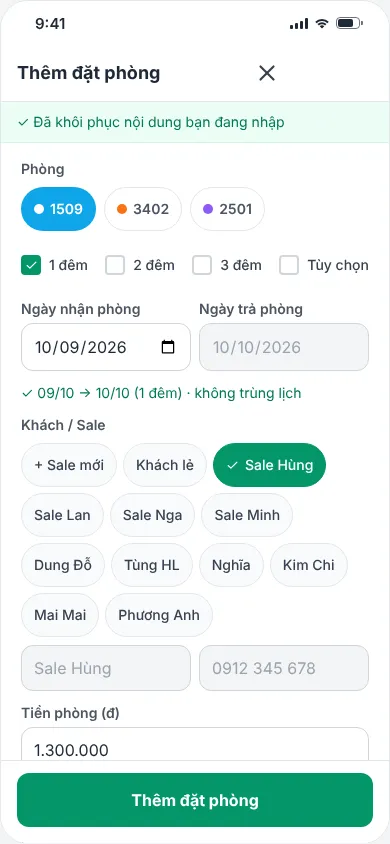 9:41
Thêm đặt phòng
✓ Đã khôi phục nội dung bạn đang nhập
Phòng
1509 3402 2501
1 đêm 2 đêm 3 đêm Tùy chọn
Ngày nhận phòng Ngày trả phòng
10/09/2026 10/10/2026
✓ 09/10 → 10/10 (1 đêm) · không trùng lịch
Khách / Sale
+ Sale mới Khách lẻ ✓ Sale Hùng
Sale Lan Sale Nga Sale Minh
Dung Đỗ Tùng HL Nghĩa Kim Chi
Mai Mai Phương Anh
Sale Hùng 0912 345 678
Tiền phòng (đ)
1.300.000
Thêm đặt phòng